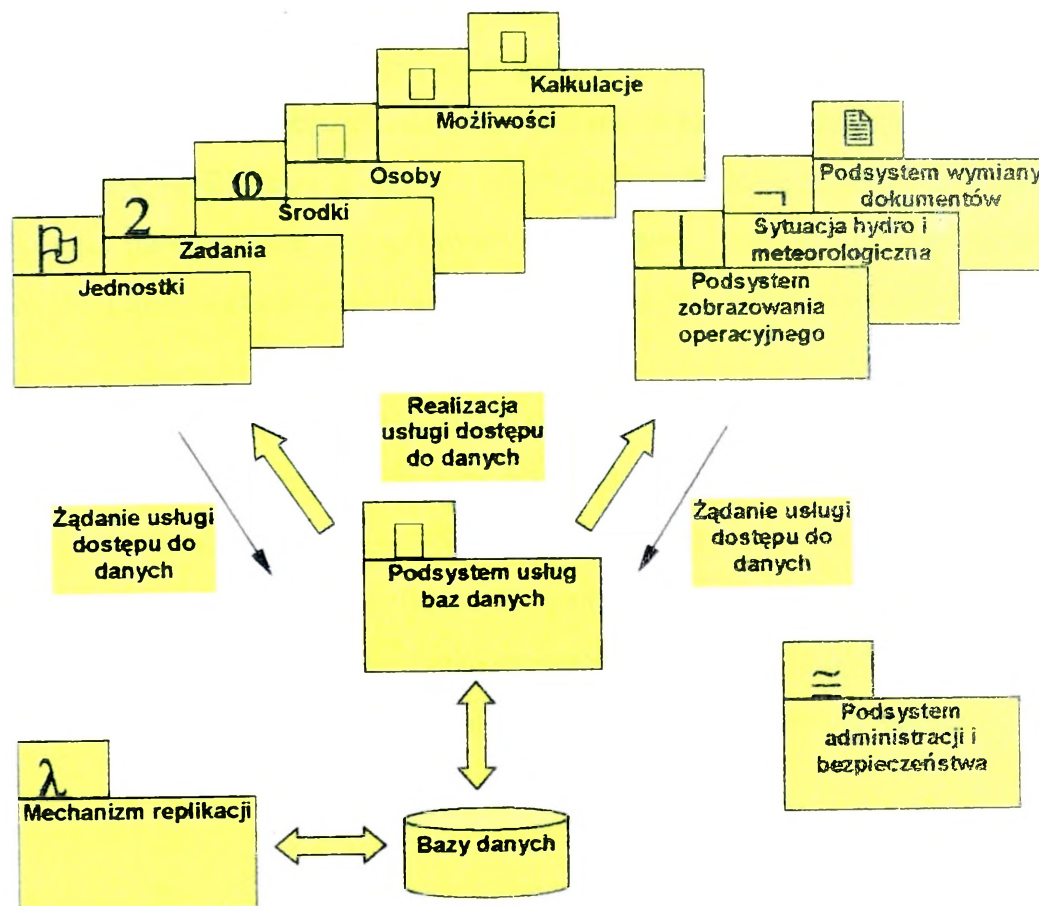 Kalkulacje
Możliwości
Osoby
φ
Środki
2
Zadania
Jednostki
Podsystem wymiany
dokumentów
Sytuacja hydro i
meteorologiczna
Podsystem
zobrazowania
operacyjnego
Realizacja
usługi dostępu
do danych
Żądanie usługi
dostępu do
danych
Żądanie usługi
dostępu do
danych
Podsystem usług
baz danych
≅
Podsystem
administracji i
bezpieczeństwa
λ
Mechanizm replikacji
Bazy danych